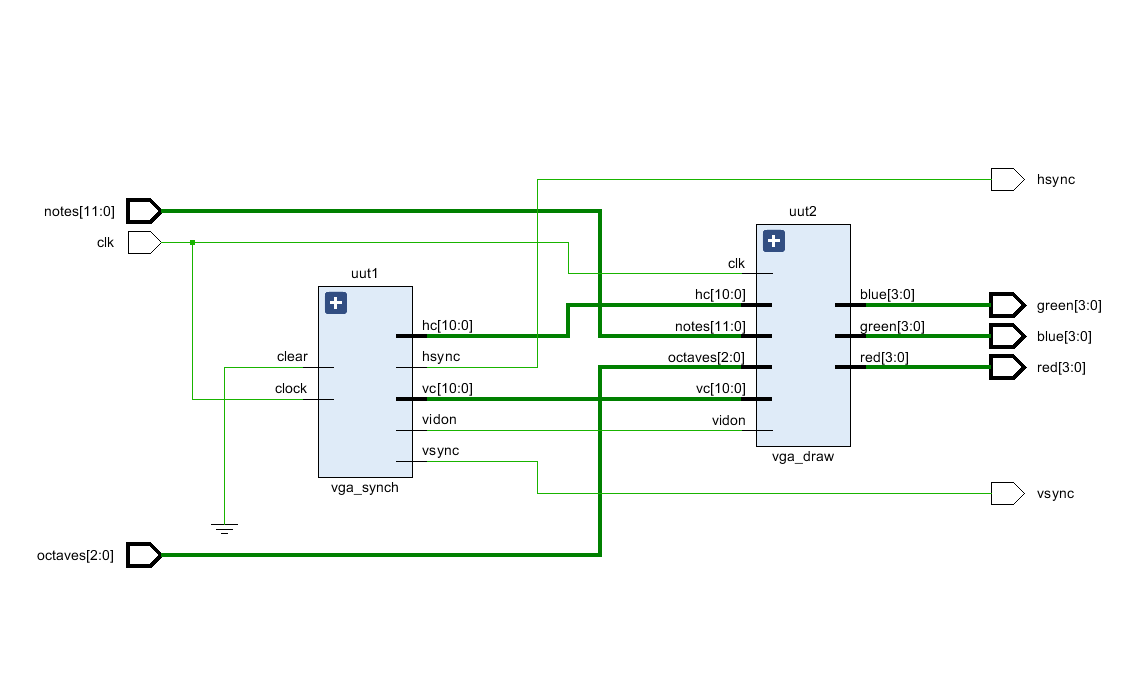 hsync
notes[11:0]
uut2
clk
clk
uut1
hc[10:0]
blue[3:0]
green[3:0]
hc[10:0]
notes[11:0]
green[3:0]
blue[3:0]
clear
hsync
octaves[2:0]
red[3:0]
red[3:0]
clock
vc[10:0]
vc[10:0]
vidon
vidon
vsync
vga_draw
vga_synch
vsync
octaves[2:0]